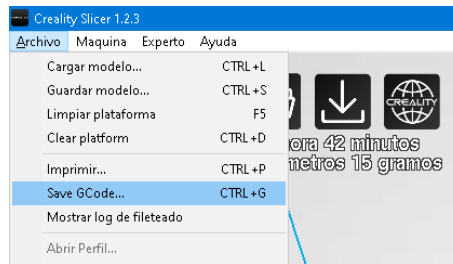 Creality Slicer 1.2.3
Archivo Maquina Experto Ayuda
Cargar modelo... CTRL+L
Guardar modelo... CTRL+S
Limpiar plataforma F5
Clear platform CTRL+D
Imprimir... CTRL+P
Save GCode... CTRL+G
Mostrar log de fileteado
Abrir Perfil...
CREALITY
ora 42 minutos
metros 15 gramos